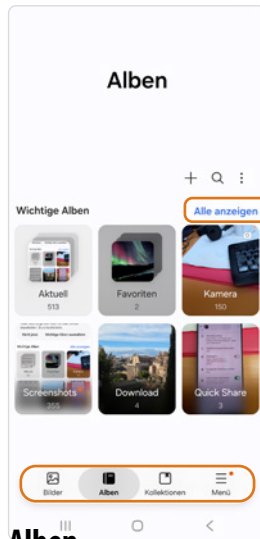 Alben
Wichtige Alben Alle anzeigen
Aktuell Favoriten Kamera
513 2 150
Screenshots Download Quick Share
355 4 3
Bilder Alben Kollektionen Menü
Alben